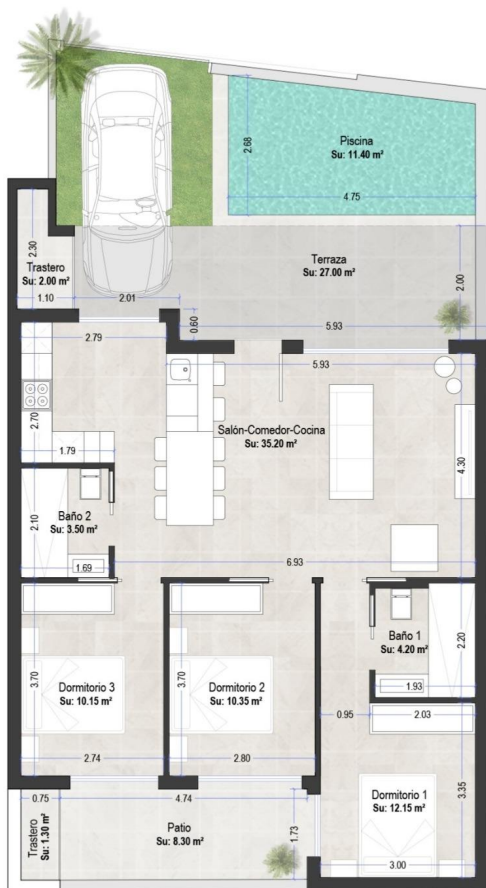 Piscina
Su: 11.40 m²
2.68
4.75
2.30
Trastero
Su: 2.00 m²
1.10
2.01
Terraza
Su: 27.00 m²
2.00
0.60
5.93
2.79
5.93
2.70
1.79
Salón-Comedor-Cocina
Su: 35.20 m²
4.30
2.10
Baño 2
Su: 3.50 m²
1.69
6.93
Baño 1
Su: 4.20 m²
2.20
1.93
3.70
Dormitorio 3
Su: 10.15 m²
2.74
3.70
Dormitorio 2
Su: 10.35 m²
2.80
0.95
2.03
3.35
Dormitorio 1
Su: 12.15 m²
3.00
0.75
4.74
Trastero
Su: 1.30 m²
Patio
Su: 8.30 m²
1.73